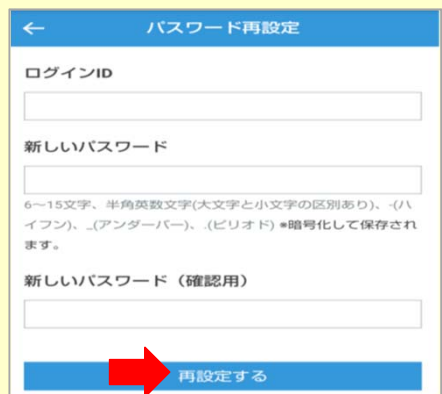 ← パスワード再設定
ログインID
新しいパスワード
6～15文字、半角英数文字(大文字と小文字の区別あり)、-(ハ
イフン)、_(アンダーバー)、.(ピリオド) ※暗号化して保存され
ます。
新しいパスワード（確認用）
再設定する